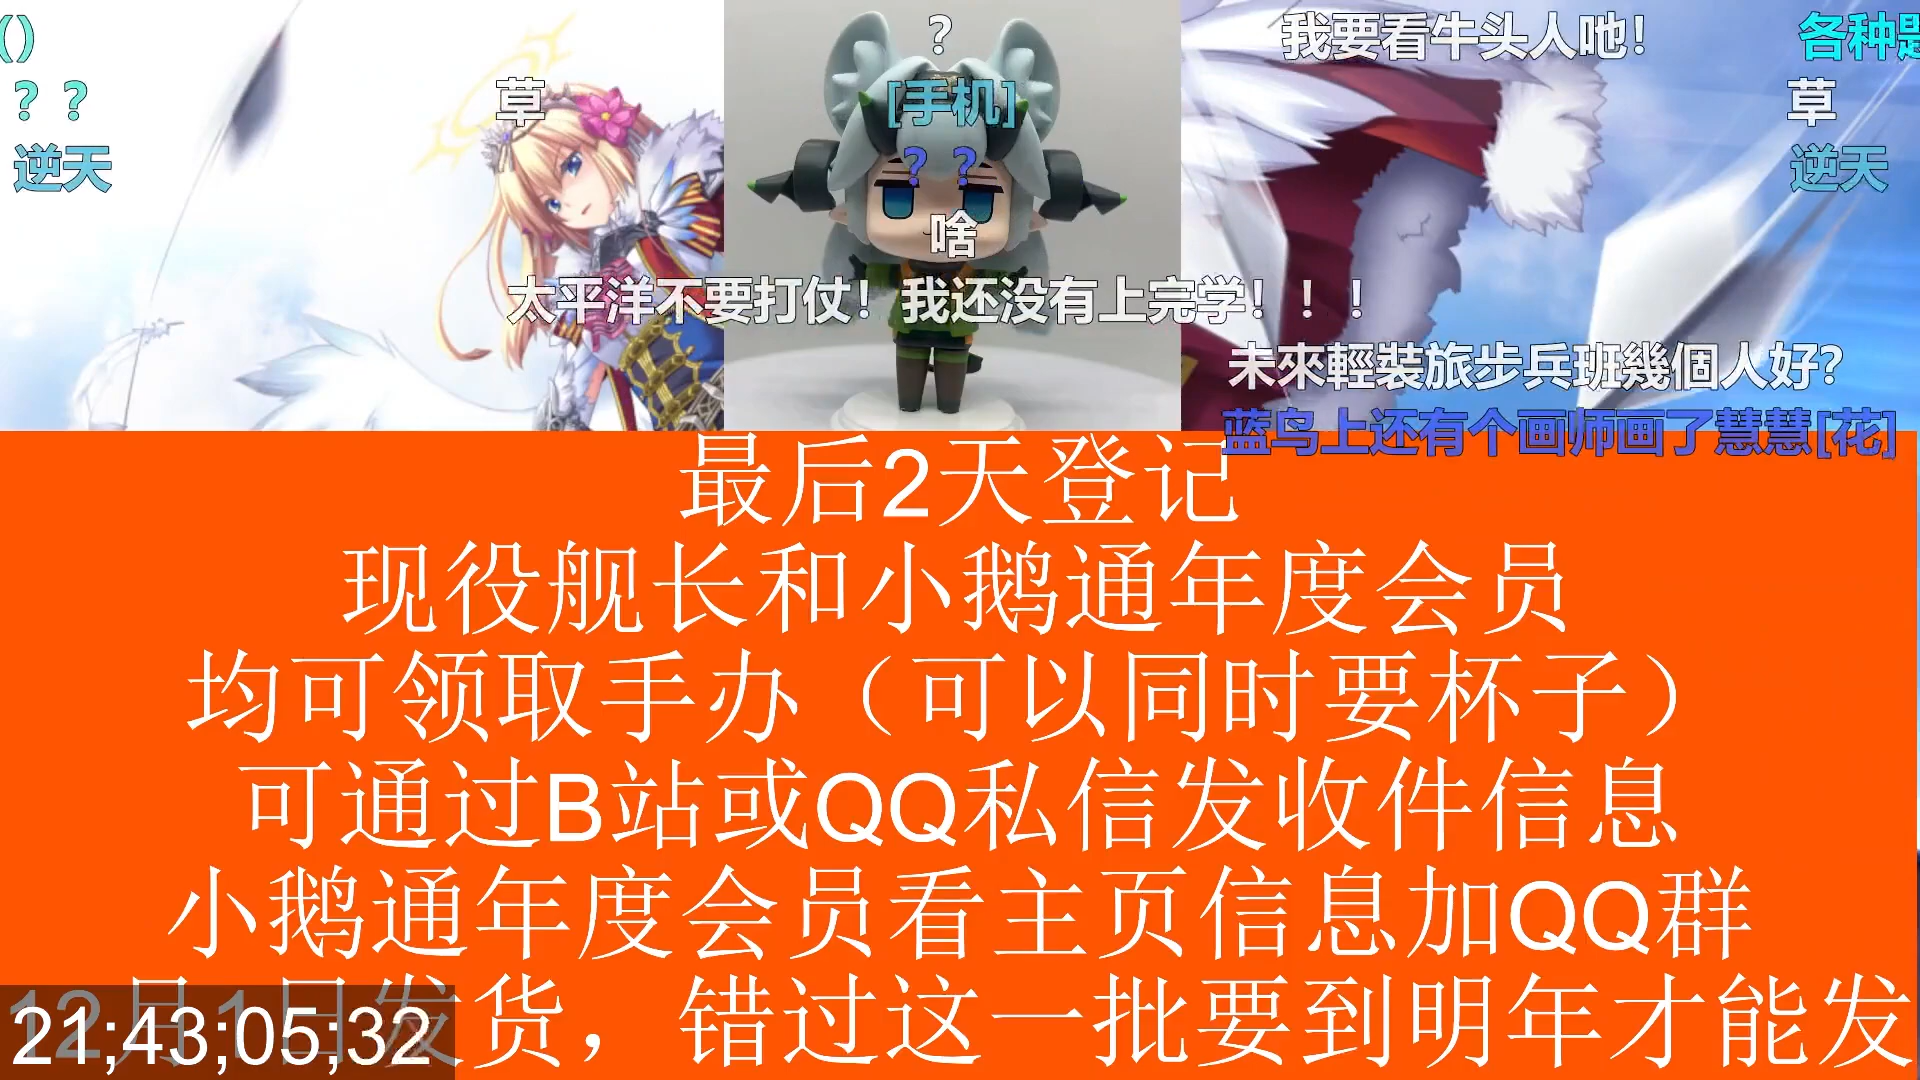 ()
？
我要看牛头人吔！
各种题
？？
草
[手机]
草
逆天
？？
逆天
啥
太平洋不要打仗！我还没有上完学！！！
未來輕裝旅步兵班幾個人好？
蓝鸟上还有个画师画了慧慧[花]
最后2天登记
现役舰长和小鹅通年度会员
均可领取手办（可以同时要杯子）
可通过B站或QQ私信发收件信息
小鹅通年度会员看主页信息加QQ群
12月1日发货，错过这一批要到明年才能发
21;43;05;32